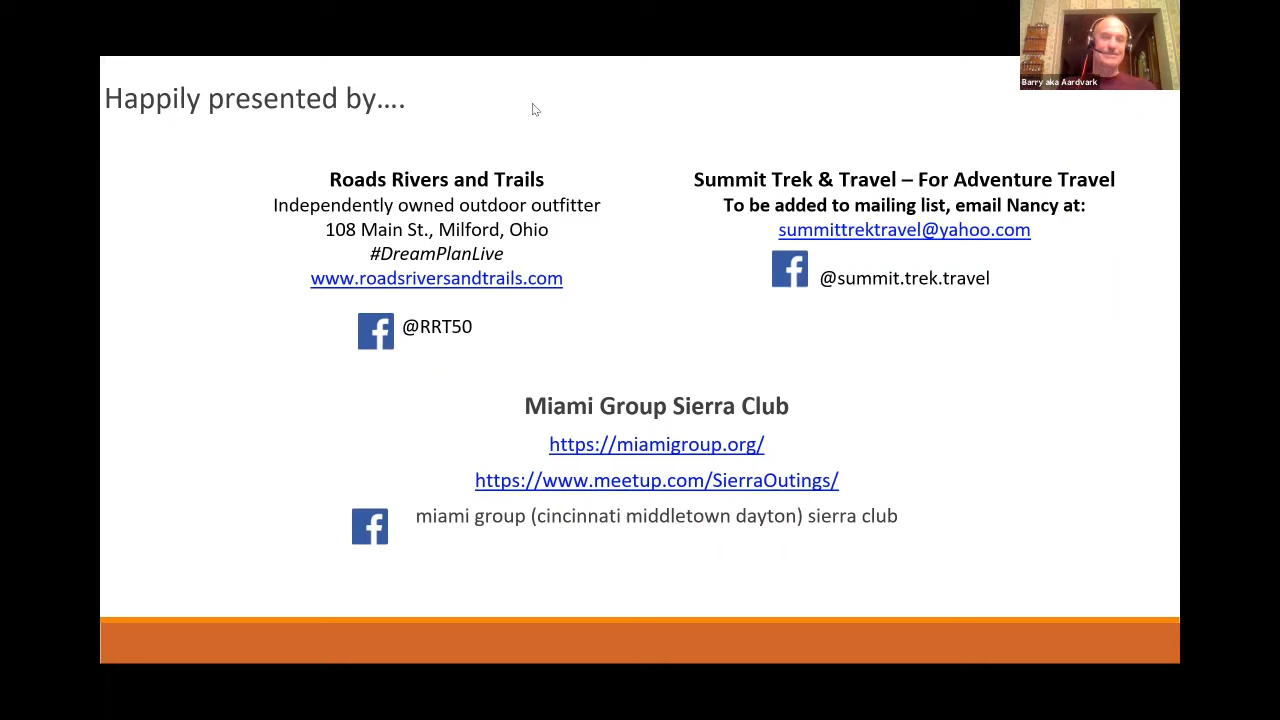 Barry aka Aardvark
Happily presented by....
Roads Rivers and Trails
Independently owned outdoor outfitter
108 Main St., Milford, Ohio
#DreamPlanLive
www.roadsriversandtrails.com
@RRT50
Summit Trek & Travel – For Adventure Travel
To be added to mailing list, email Nancy at:
summittrektravel@yahoo.com
@summit.trek.travel
Miami Group Sierra Club
https://miamigroup.org/
https://www.meetup.com/SierraOutings/
miami group (cincinnati middletown dayton) sierra club